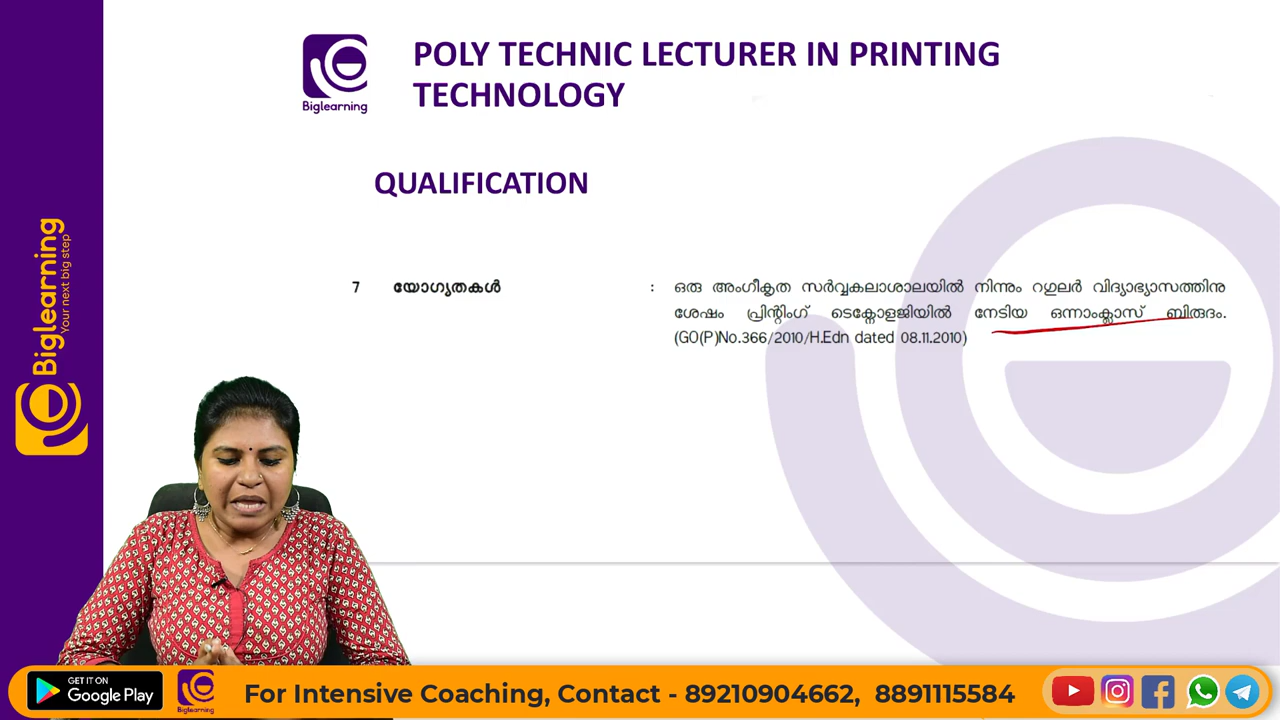 Biglearning
POLY TECHNIC LECTURER IN PRINTING
TECHNOLOGY
QUALIFICATION
7 യോഗ്യതകൾ : ഒരു അംഗീകൃത സർവ്വകലാശാലയിൽ നിന്നും റഗുലർ വിദ്യാഭ്യാസത്തിനു
ശേഷം പ്രിന്റിംഗ് ടെക്നോളജിയിൽ നേടിയ ഒന്നാംക്ലാസ് ബിരുദം.
(GO(P)No.366/2010/H.Edn dated 08.11.2010)
Biglearning
Your next big step
GET IT ON
Google Play
Biglearning
For Intensive Coaching, Contact - 89210904662, 8891115584